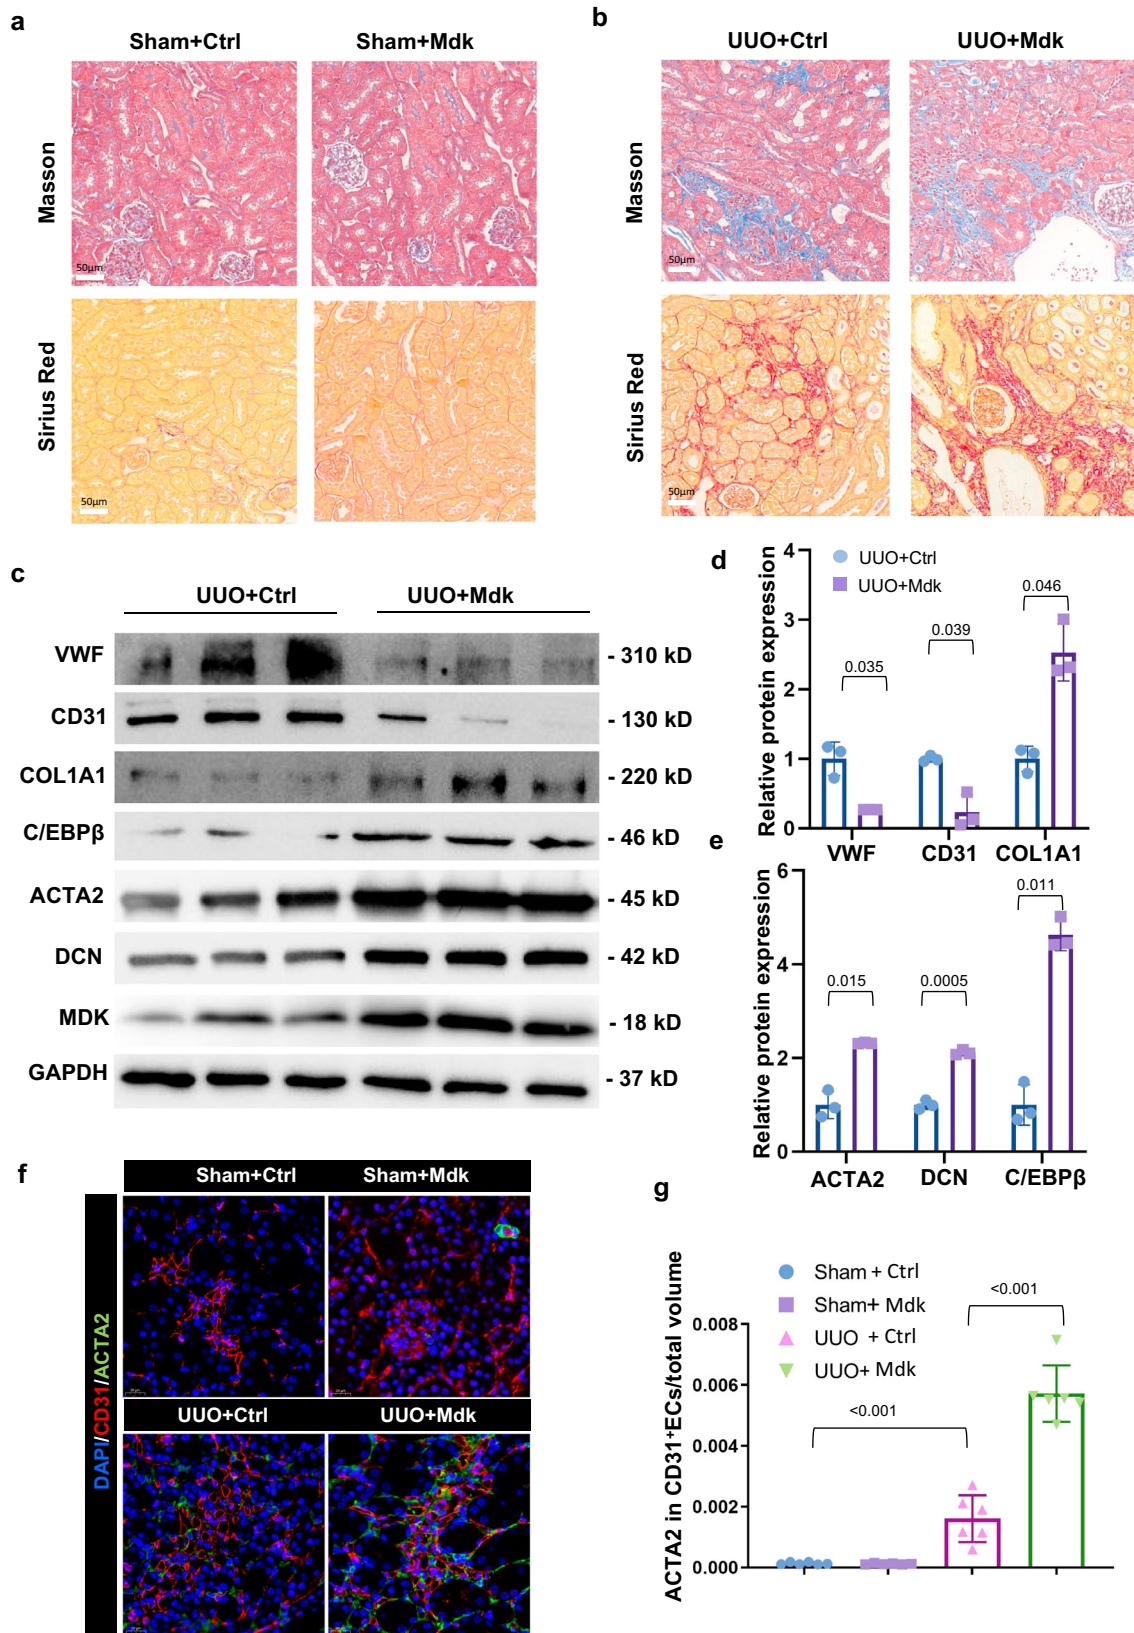 a
Sham+Ctrl
Sham+Mdk
Masson
50μm
Sirius Red
50μm
b
UUO+Ctrl
UUO+Mdk
Masson
50μm
Sirius Red
50μm
c
UUO+Ctrl
UUO+Mdk
VWF
- 310 kD
CD31
- 130 kD
COL1A1
- 220 kD
C/EBPβ
- 46 kD
ACTA2
- 45 kD
DCN
- 42 kD
MDK
- 18 kD
GAPDH
- 37 kD
d
Relative protein expression
4
3
2
1
0
UUO+Ctrl
UUO+Mdk
0.035
0.039
0.046
VWF
CD31
COL1A1
e
Relative protein expression
6
4
2
0
0.015
0.0005
0.011
ACTA2
DCN
C/EBPβ
f
DAPI/CD31/ACTA2
Sham+Ctrl
Sham+Mdk
UUO+Ctrl
UUO+Mdk
g
Sham + Ctrl
Sham+ Mdk
UUO + Ctrl
UUO+ Mdk
ACTA2 in CD31⁺ECs/total volume
0.008
0.006
0.004
0.002
0.000
<0.001
<0.001